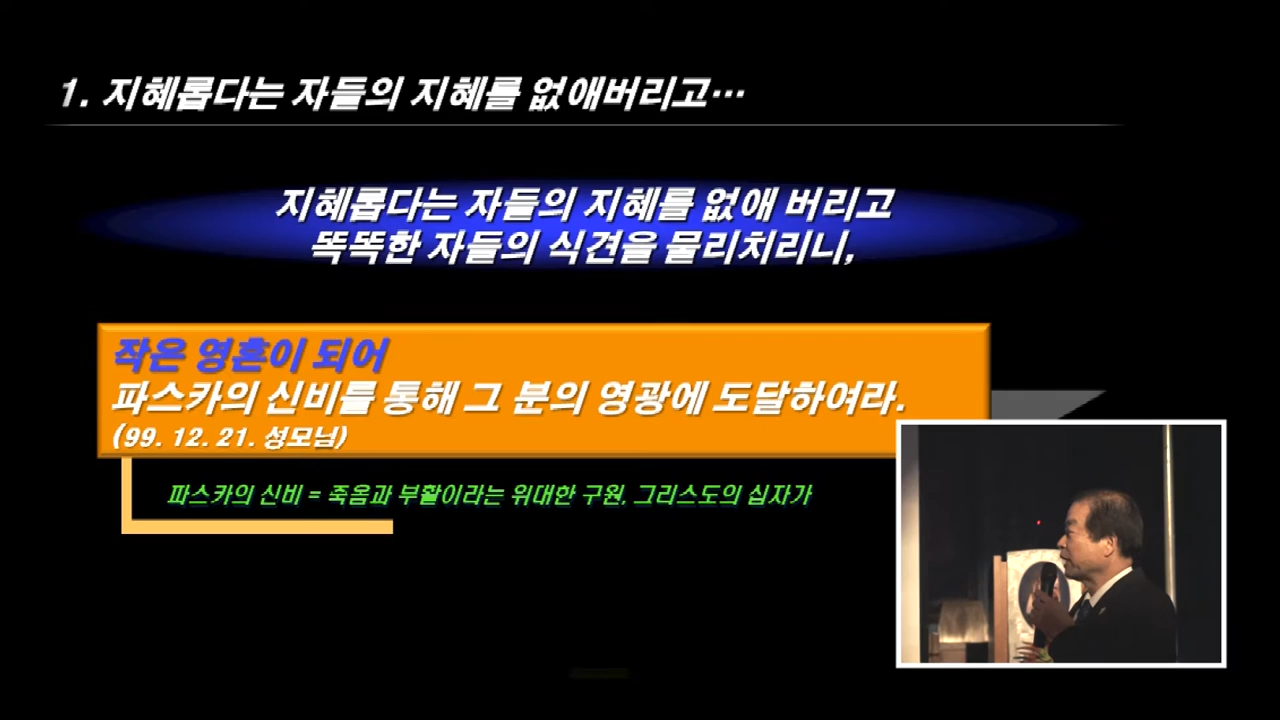 1. 지혜롭다는 자들의 지혜를 없애버리고…
지혜롭다는 자들의 지혜를 없애 버리고
똑똑한 자들의 식견을 물리치리니,
작은 영혼이 되어
파스카의 신비를 통해 그 분의 영광에 도달하여라.
(99. 12. 21. 성모님)
파스카의 신비 = 죽음과 부활이라는 위대한 구원, 그리스도의 십자가